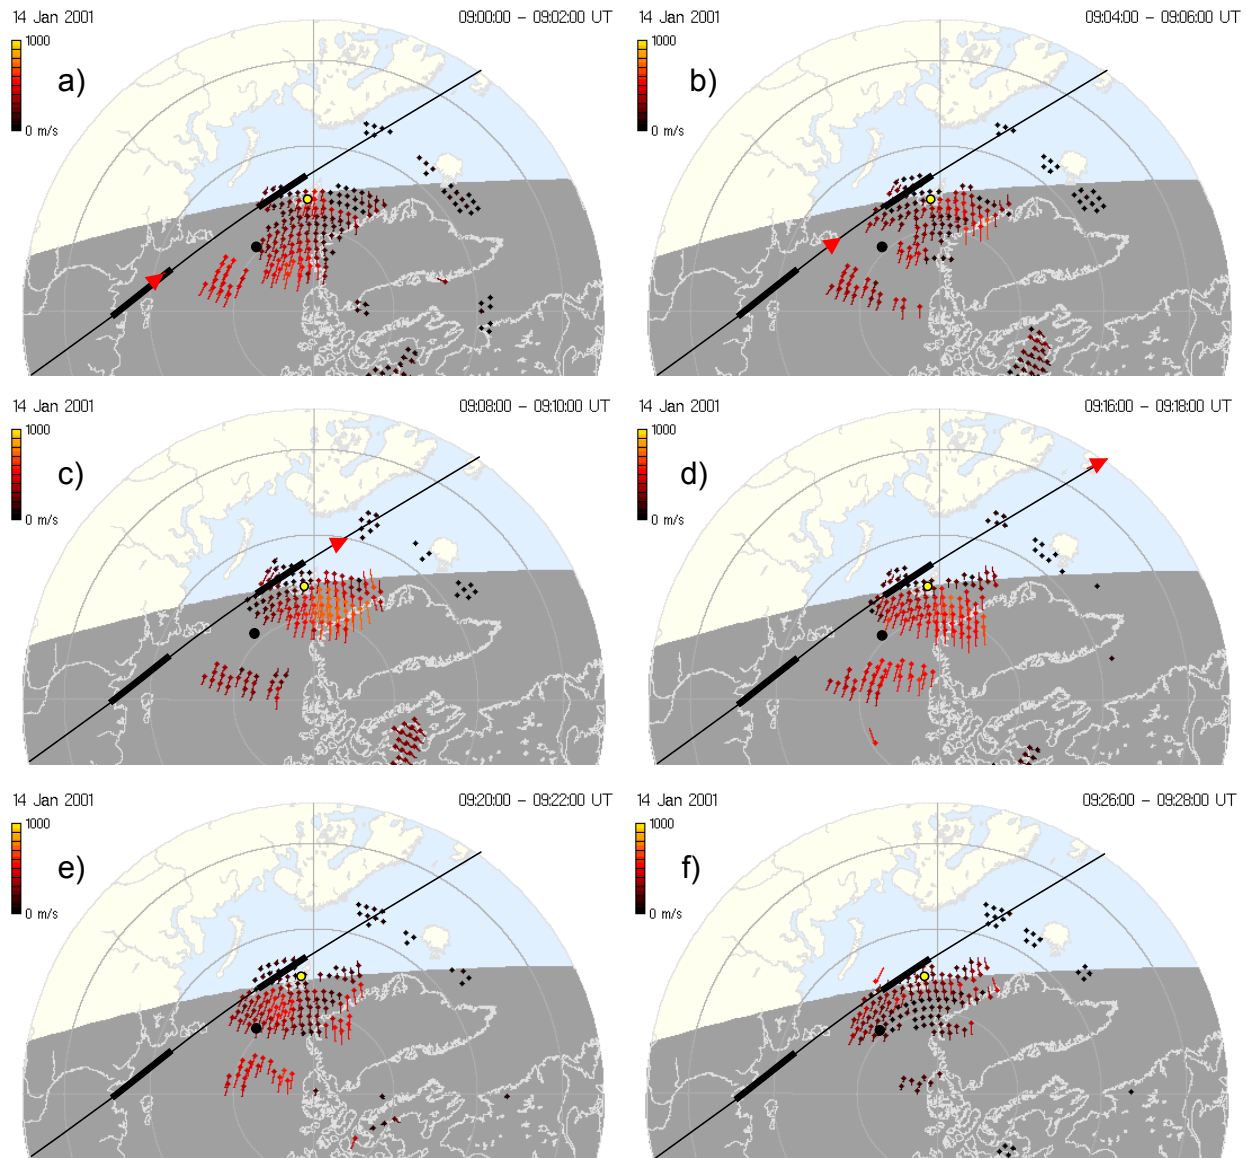 14 Jan 2001 09:00:00 - 09:02:00 UT
1000
a)
0 m/s
14 Jan 2001 09:04:00 - 09:06:00 UT
1000
b)
0 m/s
14 Jan 2001 09:08:00 - 09:10:00 UT
1000
c)
0 m/s
14 Jan 2001 09:16:00 - 09:18:00 UT
1000
d)
0 m/s
14 Jan 2001 09:20:00 - 09:22:00 UT
1000
e)
0 m/s
14 Jan 2001 09:26:00 - 09:28:00 UT
1000
f)
0 m/s